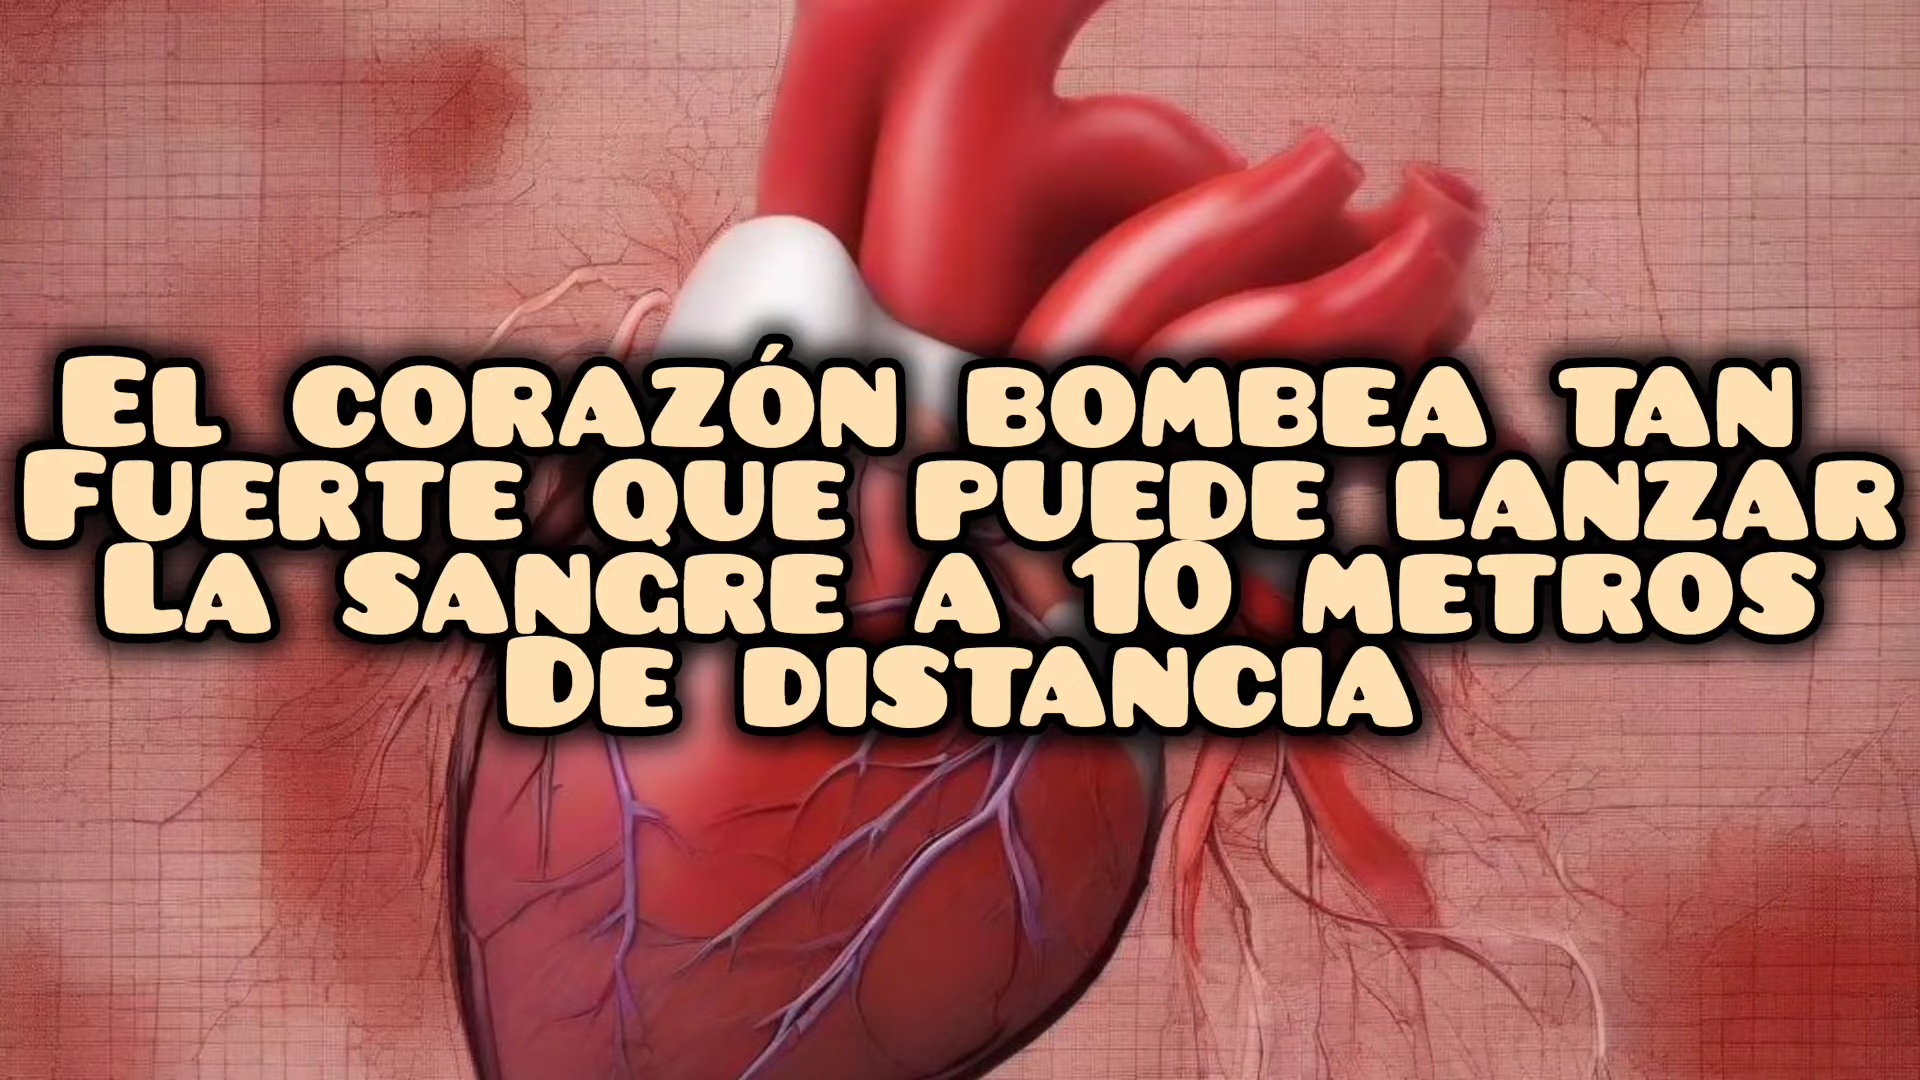 El corazón bombea tan
Fuerte que puede lanzar
La sangre a 10 metros
De distancia